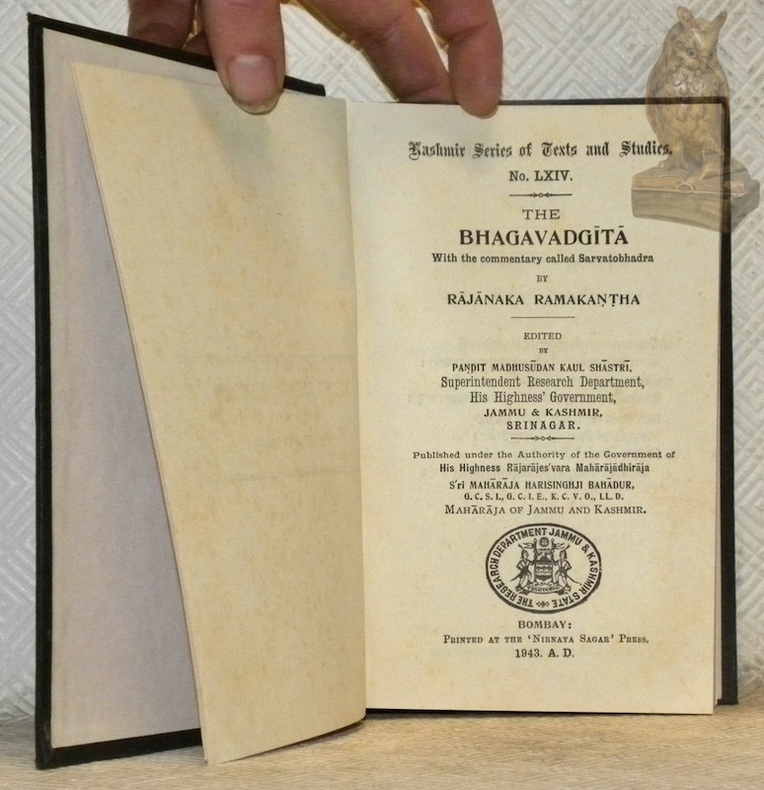 Kashmir Series of Texts and Studies.
No. LXIV.
THE
BHAGAVADGĪTĀ
With the commentary called Sarvatobhadra
BY
RĀJĀNAKA RAMAKAṆṬHA
EDITED
BY
PAṆḌIT MADHUSŪDAN KAUL SHĀSTRĪ,
Superintendent Research Department,
His Highness' Government,
JAMMU & KASHMIR,
SRINAGAR.
Published under the Authority of the Government of
His Highness Rājarājes'vara Mahārājādhirāja
S'ri MAHĀRĀJA HARISINGHJI BAHĀDUR,
G. C. S. I., G. C. I. E., K. C. V. O., LL. D.
MAHĀRĀJA OF JAMMU AND KASHMIR.
THE RESEARCH DEPARTMENT JAMMU & KASHMIR STATE
BOMBAY:
PRINTED AT THE 'NIRNAYA SAGAR' PRESS.
1943. A. D.